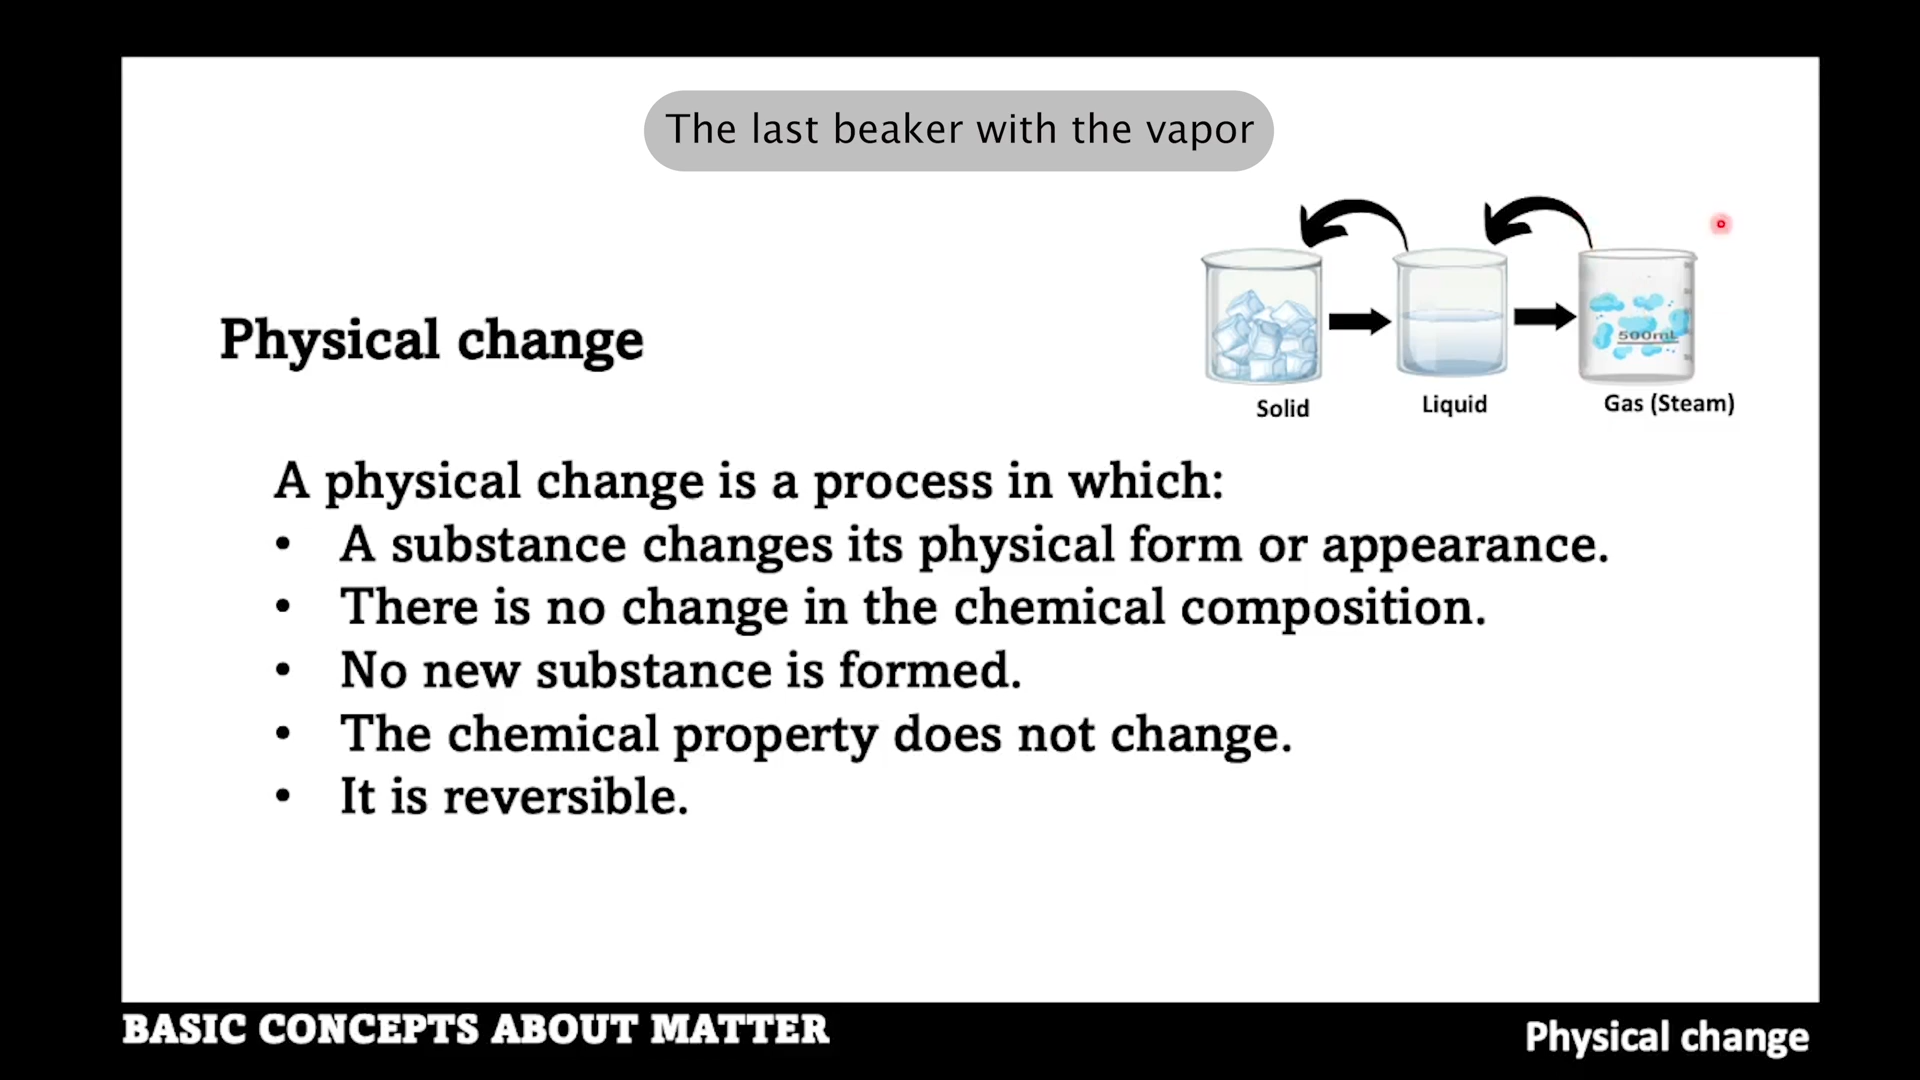 The last beaker with the vapor
Physical change
500mL
Solid
Liquid
Gas (Steam)
A physical change is a process in which:
• A substance changes its physical form or appearance.
• There is no change in the chemical composition.
• No new substance is formed.
• The chemical property does not change.
• It is reversible.
BASIC CONCEPTS ABOUT MATTER
Physical change